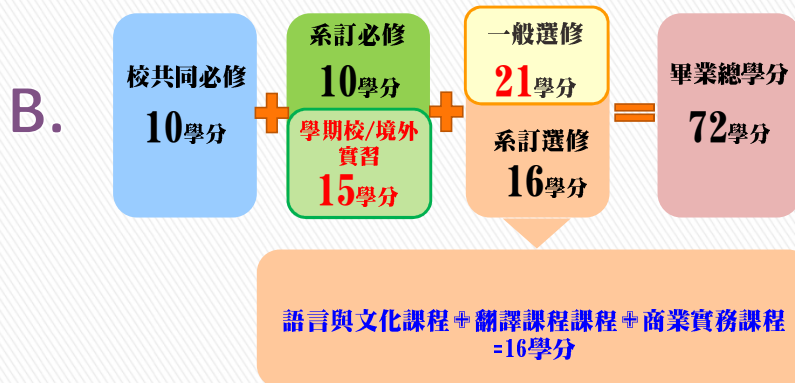 B.
校共同必修
10學分
系訂必修
10學分
學期校/境外
實習
15學分
一般選修
21學分
系訂選修
16學分
畢業總學分
72學分
語言與文化課程+翻譯課程課程+商業實務課程
=16學分